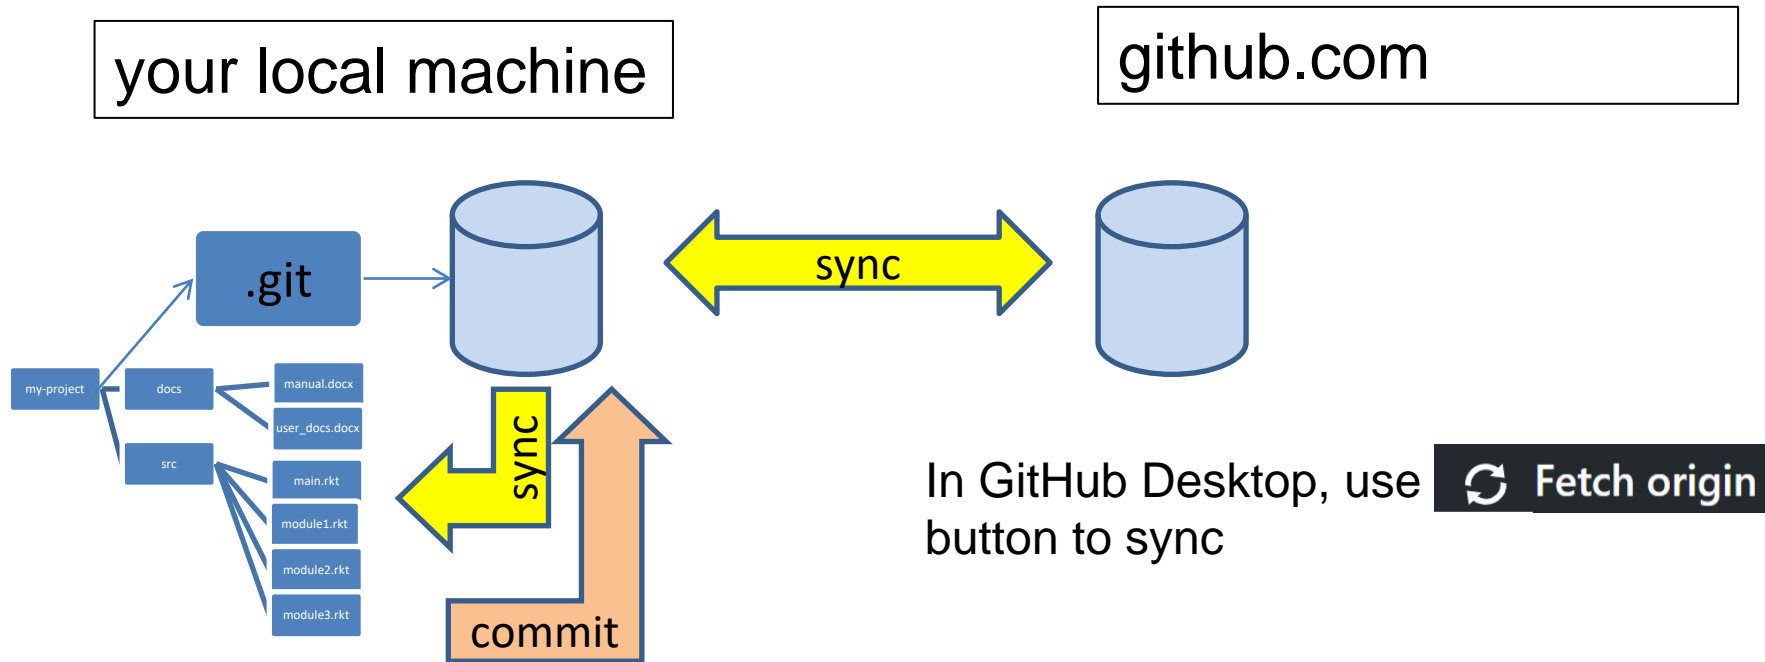 your local machine
github.com
.git
sync
my-project
docs
manual.docx
user_docs.docx
src
main.rkt
module1.rkt
module2.rkt
module3.rkt
sync
commit
In GitHub Desktop, use Fetch origin
button to sync